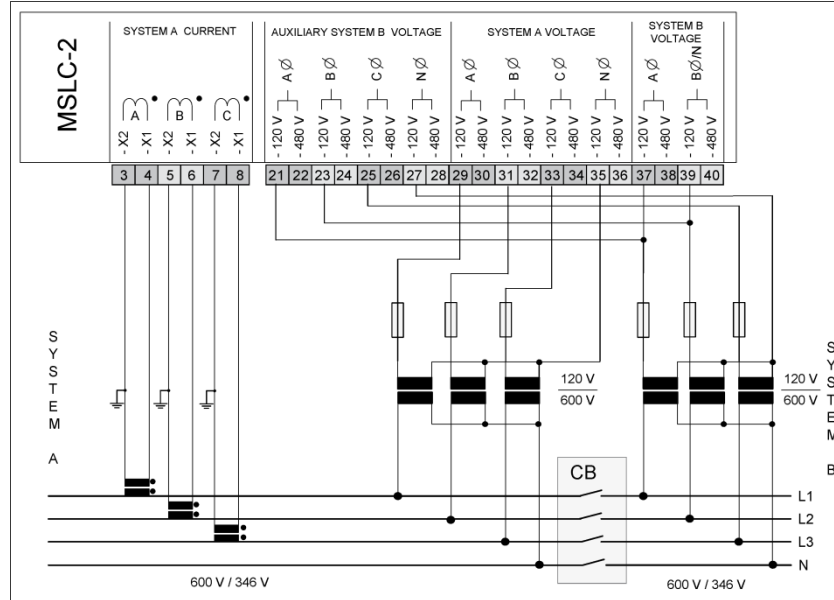 MSLC-2
SYSTEM A CURRENT
AUXILIARY SYSTEM B VOLTAGE
SYSTEM A VOLTAGE
SYSTEM B
VOLTAGE
A Ø
B Ø
C Ø
N Ø
A Ø
B Ø
C Ø
N Ø
A Ø
BØ/N
A
B
C
- X2
- X1
- X2
- X1
- X2
- X1
120 V
480 V
120 V
480 V
120 V
480 V
120 V
480 V
120 V
480 V
120 V
480 V
120 V
480 V
120 V
480 V
120 V
480 V
120 V
480 V
3 4 5 6 7 8
21 22 23 24 25 26 27 28 29 30 31 32 33 34 35 36 37 38 39 40
SYSTEM A
SYSTEM B
120 V
600 V
120 V
600 V
CB
L1
L2
L3
N
600 V / 346 V
600 V / 346 V